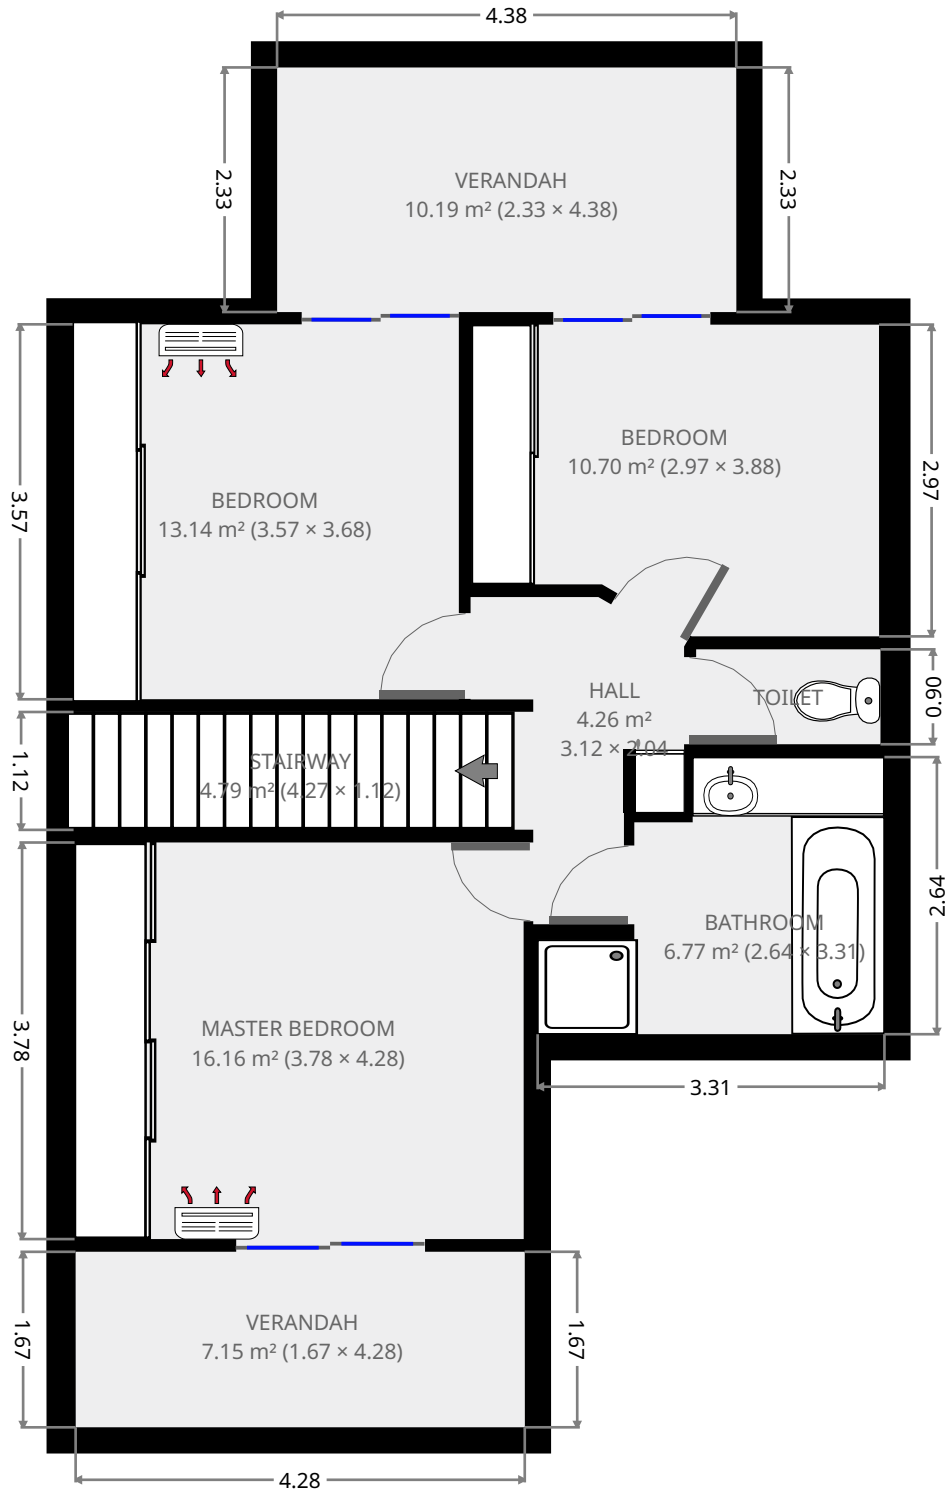 4.38
2.33
2.33
VERANDAH
10.19 m² (2.33 × 4.38)
BEDROOM
10.70 m² (2.97 × 3.88)
2.97
3.57
BEDROOM
13.14 m² (3.57 × 3.68)
HALL
4.26 m²
3.12 × 2.04
TOILET
0.90
1.12
STAIRWAY
4.79 m² (4.27 × 1.12)
2.64
BATHROOM
6.77 m² (2.64 × 3.31)
3.78
MASTER BEDROOM
16.16 m² (3.78 × 4.28)
3.31
1.67
1.67
VERANDAH
7.15 m² (1.67 × 4.28)
4.28